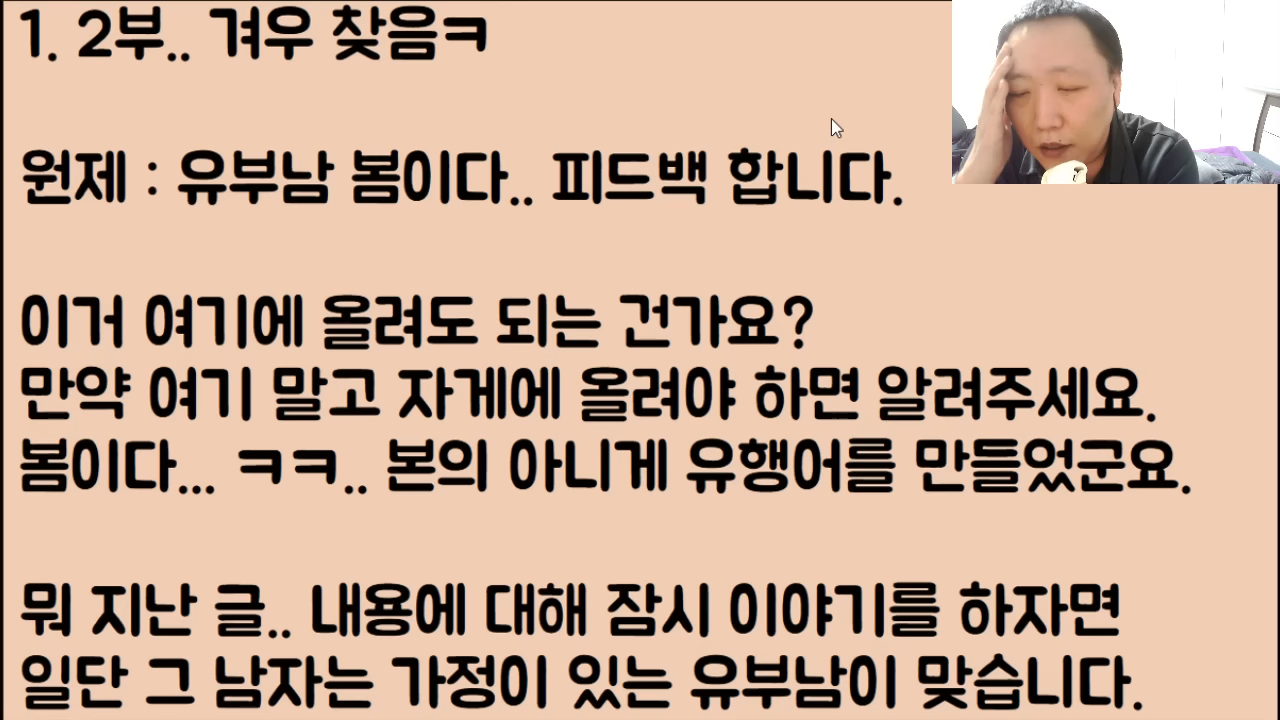 1. 2부.. 겨우 찾음ㅋ
원제 : 유부남 봄이다.. 피드백 합니다.
이거 여기에 올려도 되는 건가요?
만약 여기 말고 자게에 올려야 하면 알려주세요.
봄이다... ㅋㅋ.. 본의 아니게 유행어를 만들었군요.
뭐 지난 글.. 내용에 대해 잠시 이야기를 하자면
일단 그 남자는 가정이 있는 유부남이 맞습니다.